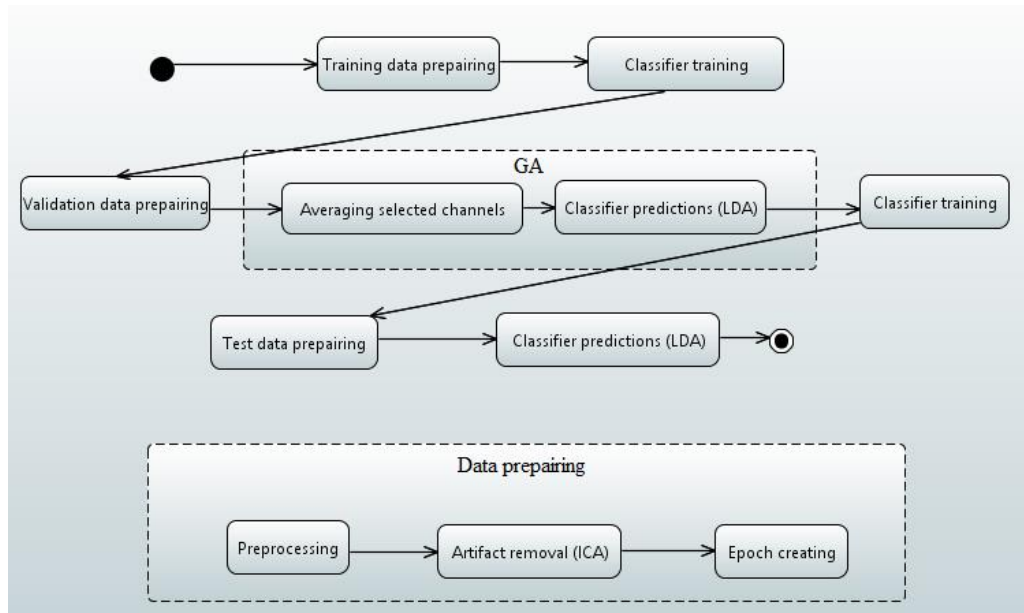 Training data prepairing
Classifier training
GA
Validation data prepairing
Averaging selected channels
Classifier predictions (LDA)
Classifier training
Test data prepairing
Classifier predictions (LDA)
Data prepairing
Preprocessing
Artifact removal (ICA)
Epoch creating